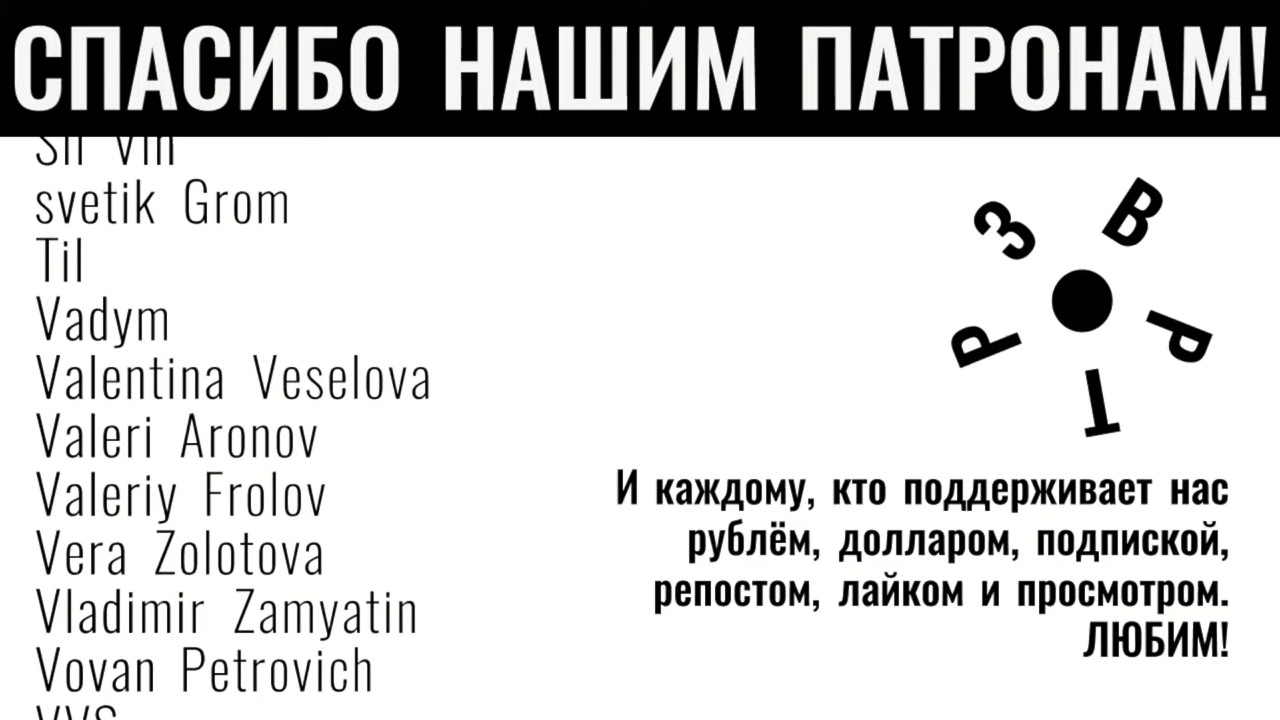 СПАСИБО НАШИМ ПАТРОНАМ!
svetik Grom
Til
Vadym
Valentina Veselova
Valeri Aronov
Valeriy Frolov
Vera Zolotova
Vladimir Zamyatin
Vovan Petrovich
VVS
Р З В Р Т
И каждому, кто поддерживает нас
рублём, долларом, подпиской,
репостом, лайком и просмотром.
ЛЮБИМ!